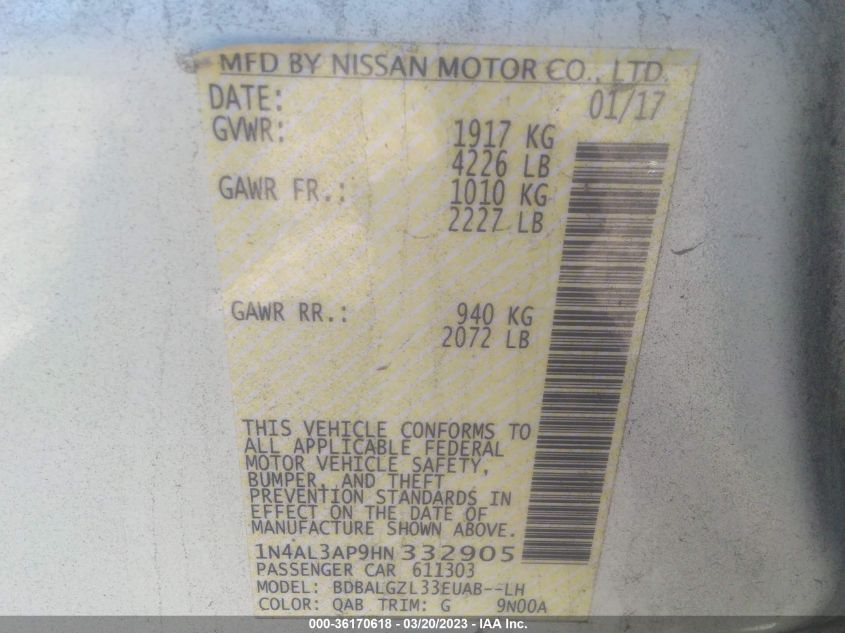 MFD BY NISSAN MOTOR CO., LTD.
DATE: 01/17
GVWR: 1917 KG
4226 LB
GAWR FR.: 1010 KG
2227 LB
GAWR RR.: 940 KG
2072 LB
THIS VEHICLE CONFORMS TO
ALL APPLICABLE FEDERAL
MOTOR VEHICLE SAFETY,
BUMPER, AND THEFT
PREVENTION STANDARDS IN
EFFECT ON THE DATE OF
MANUFACTURE SHOWN ABOVE.
1N4AL3AP9HN 332905
PASSENGER CAR 611303
MODEL: BDBALGZL33EUAB--LH
COLOR: QAB TRIM: G 9N00A
000-36170618 - 03/20/2023 - IAA Inc.